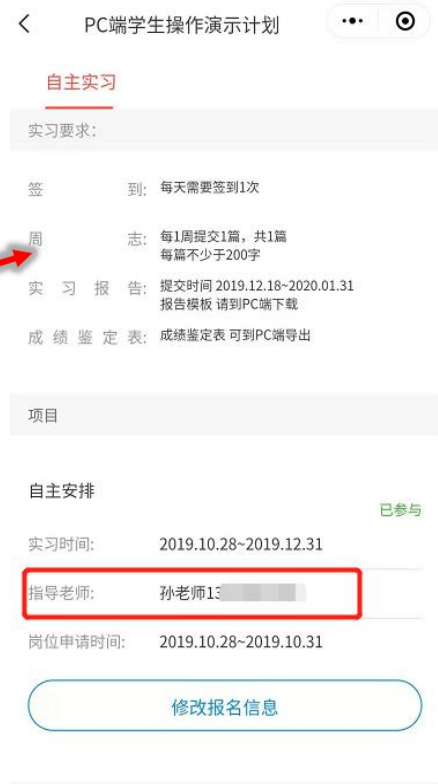 PC端学生操作演示计划
自主实习
实习要求:
签到: 每天需要签到1次
周志: 每1周提交1篇，共1篇
每篇不少于200字
实习报告: 提交时间 2019.12.18~2020.01.31
报告模板 请到PC端下载
成绩鉴定表: 成绩鉴定表 可到PC端导出
项目
自主安排
已参与
实习时间: 2019.10.28~2019.12.31
指导老师: 孙老师13
岗位申请时间: 2019.10.28~2019.10.31
修改报名信息